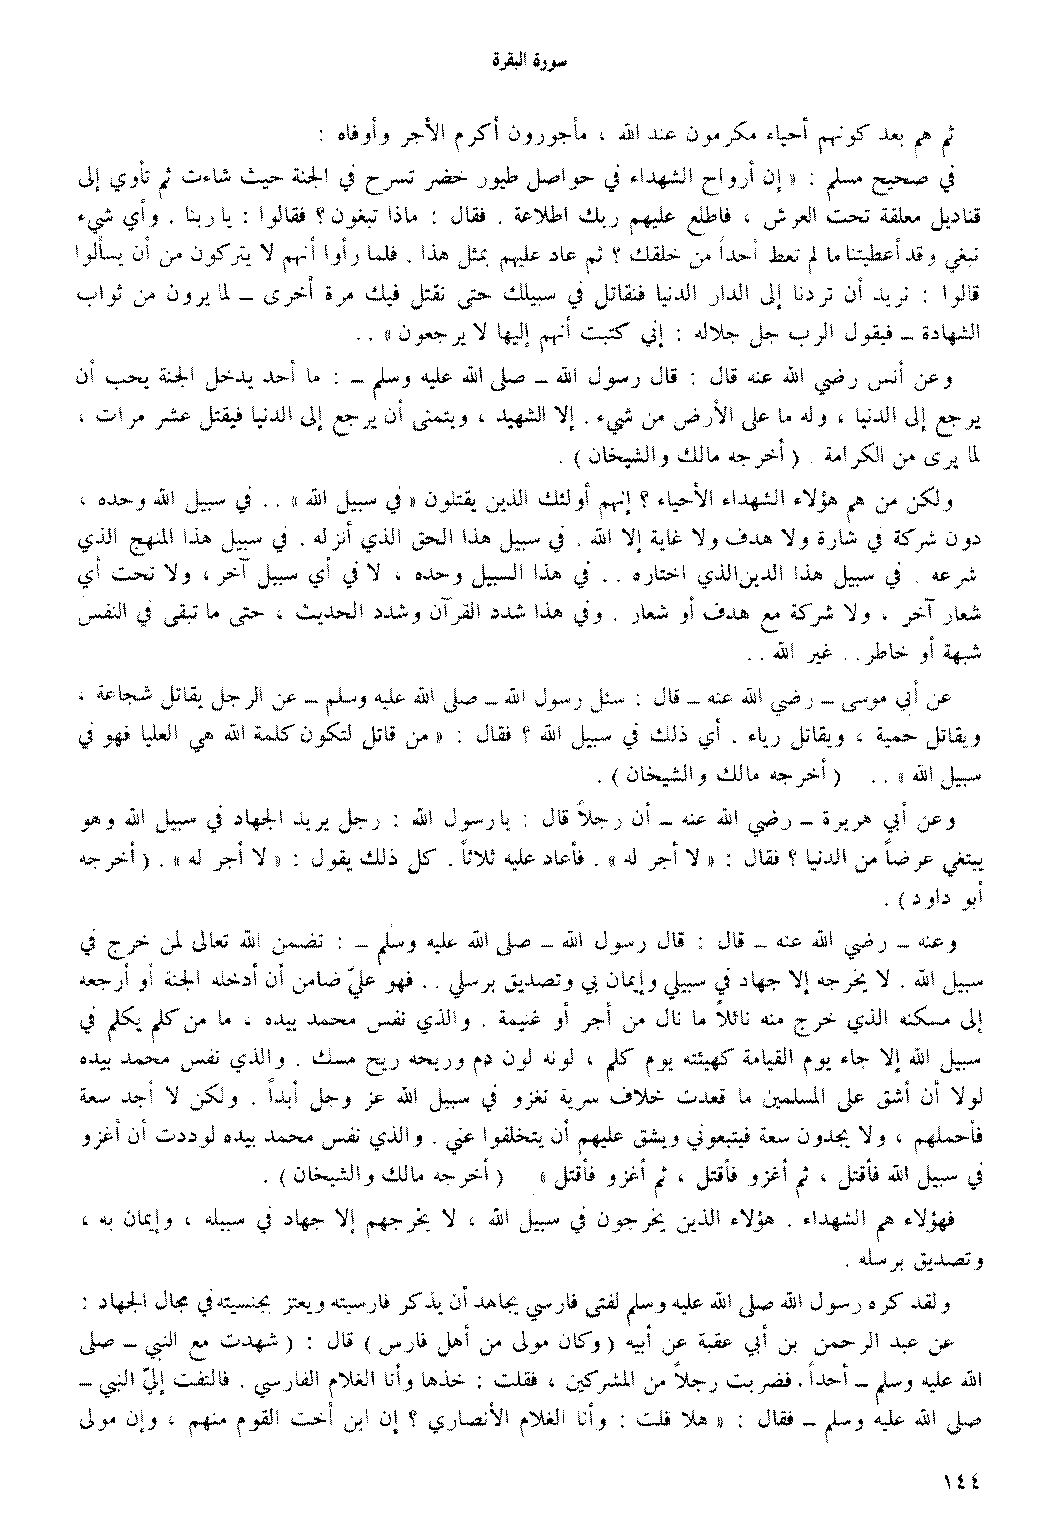 سورة البقرة
ثم هم بعد كونهم أحياء مكرمون عند الله ، مأجورون أكرم الأجر وأوفاه :
في صحيح مسلم : « إن أرواح الشهداء في حواصل طيور خضر تسرح في الجنة حيث شاءت ثم تأوي إلى
قناديل معلقة تحت العرش ، فاطلع عليهم ربك اطلاعة . فقال : ماذا تبغون ؟ فقالوا : يا ربنا . وأي شيء
نبغي وقد أعطيتنا ما لم تعط أحداً من خلقك ؟ ثم عاد عليهم بمثل هذا . فلما رأوا أنهم لا يتركون من أن يسألوا
قالوا : نريد أن تردنا إلى الدار الدنيا فنقاتل في سبيلك حتى نقتل فيك مرة أخرى – لما يرون من ثواب
الشهادة – فيقول الرب جل جلاله : إني كتبت أنهم إليها لا يرجعون » . .
وعن أنس رضي الله عنه قال : قال رسول الله – صلى الله عليه وسلم – : ما أحد يدخل الجنة يحب أن
يرجع إلى الدنيا ، وله ما على الأرض من شيء . إلا الشهيد ، ويتمنى أن يرجع إلى الدنيا فيقتل عشر مرات ،
لما يرى من الكرامة . ( أخرجه مالك والشيخان ) .
ولكن من هم هؤلاء الشهداء الأحياء ؟ إنهم أولئك الذين يقتلون « في سبيل الله » . . في سبيل الله وحده ،
دون شركة في شارة ولا هدف ولا غاية إلا الله . في سبيل هذا الحق الذي أنزله . في سبيل هذا المنهج الذي
شرعه . في سبيل هذا الدين الذي اختاره . . في هذا السبيل وحده ، لا في أي سبيل آخر ، ولا تحت أي
شعار آخر ، ولا شركة مع هدف أو شعار . وفي هذا شدد القرآن وشدد الحديث ، حتى ما تبقى في النفس
شبهة أو خاطر . . غير الله . .
عن أبي موسى – رضي الله عنه – قال : سئل رسول الله – صلى الله عليه وسلم – عن الرجل يقاتل شجاعة ،
ويقاتل حمية ، ويقاتل رياء . أي ذلك في سبيل الله ؟ فقال : « من قاتل لتكون كلمة الله هي العليا فهو في
سبيل الله » . . ( أخرجه مالك والشيخان ) .
وعن أبي هريرة – رضي الله عنه – أن رجلاً قال : يا رسول الله : رجل يريد الجهاد في سبيل الله وهو
يبتغي عرضاً من الدنيا ؟ فقال : « لا أجر له » . فأعاد عليه ثلاثاً . كل ذلك يقول : « لا أجر له » . ( أخرجه
أبو داود ) .
وعنه – رضي الله عنه – قال : قال رسول الله – صلى الله عليه وسلم – : تضمن الله تعالى لمن خرج في
سبيل الله . لا يخرجه إلا جهاد في سبيلي وإيمان بي وتصديق برسلي . . فهو عليّ ضامن أن أدخله الجنة أو أرجعه
إلى مسكنه الذي خرج منه نائلاً ما نال من أجر أو غنيمة . والذي نفس محمد بيده ، ما من كلم يكلم في
سبيل الله إلا جاء يوم القيامة كهيئته يوم كلم ، لونه لون دم وريحه ريح مسك . والذي نفس محمد بيده
لولا أن أشق على المسلمين ما قعدت خلاف سرية تغزو في سبيل الله عز وجل أبداً . ولكن لا أجد سعة
فأحملهم ، ولا يجدون سعة فيتبعوني ويشق عليهم أن يتخلفوا عني . والذي نفس محمد بيده لوددت أن أغزو
في سبيل الله فأقتل ، ثم أغزو فأقتل ، ثم أغزو فأقتل » ( أخرجه مالك والشيخان ) .
فهؤلاء هم الشهداء . هؤلاء الذين يخرجون في سبيل الله ، لا يخرجهم إلا جهاد في سبيله ، وإيمان به ،
وتصديق برسله .
ولقد كره رسول الله صلى الله عليه وسلم لفتى فارسي يجاهد أن يذكر فارسيته ويعتز بجنسيته في مجال الجهاد :
عن عبد الرحمن بن أبي عقبة عن أبيه ( وكان مولى من أهل فارس ) قال : ( شهدت مع النبي – صلى
الله عليه وسلم – أحداً . فضربت رجلاً من المشركين ، فقلت : خذها وأنا الغلام الفارسي . فالتفت إليّ النبي –
صلى الله عليه وسلم – فقال : « هلا قلت : وأنا الغلام الأنصاري ؟ إن ابن أخت القوم منهم ، وإن مولى
١٤٤